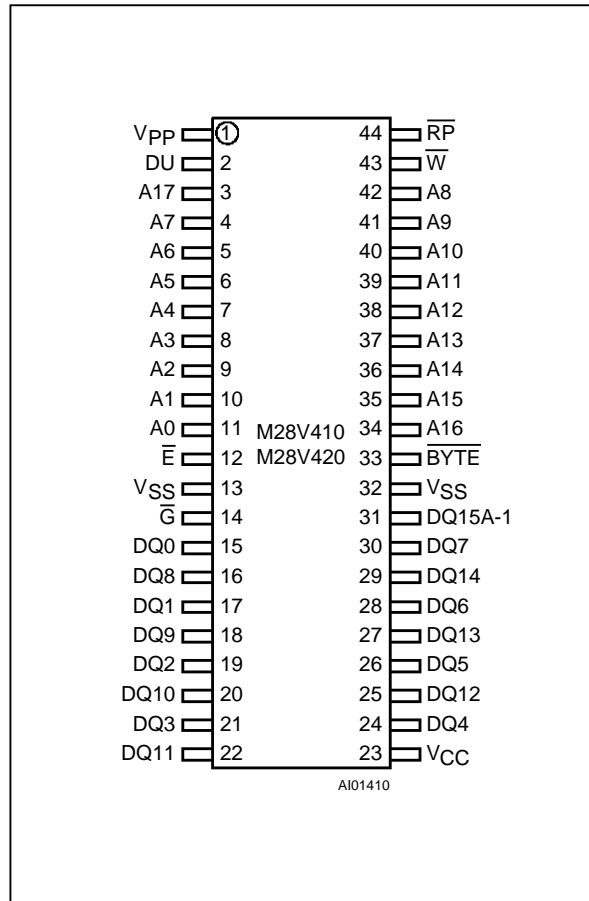 VPP 1 44 R̅P̅
DU 2 43 W̅
A17 3 42 A8
A7 4 41 A9
A6 5 40 A10
A5 6 39 A11
A4 7 38 A12
A3 8 37 A13
A2 9 36 A14
A1 10 35 A15
A0 11 M28V410 34 A16
E̅ 12 M28V420 33 B̅Y̅T̅E̅
VSS 13 32 VSS
G̅ 14 31 DQ15A-1
DQ0 15 30 DQ7
DQ8 16 29 DQ14
DQ1 17 28 DQ6
DQ9 18 27 DQ13
DQ2 19 26 DQ5
DQ10 20 25 DQ12
DQ3 21 24 DQ4
DQ11 22 23 VCC
AI01410